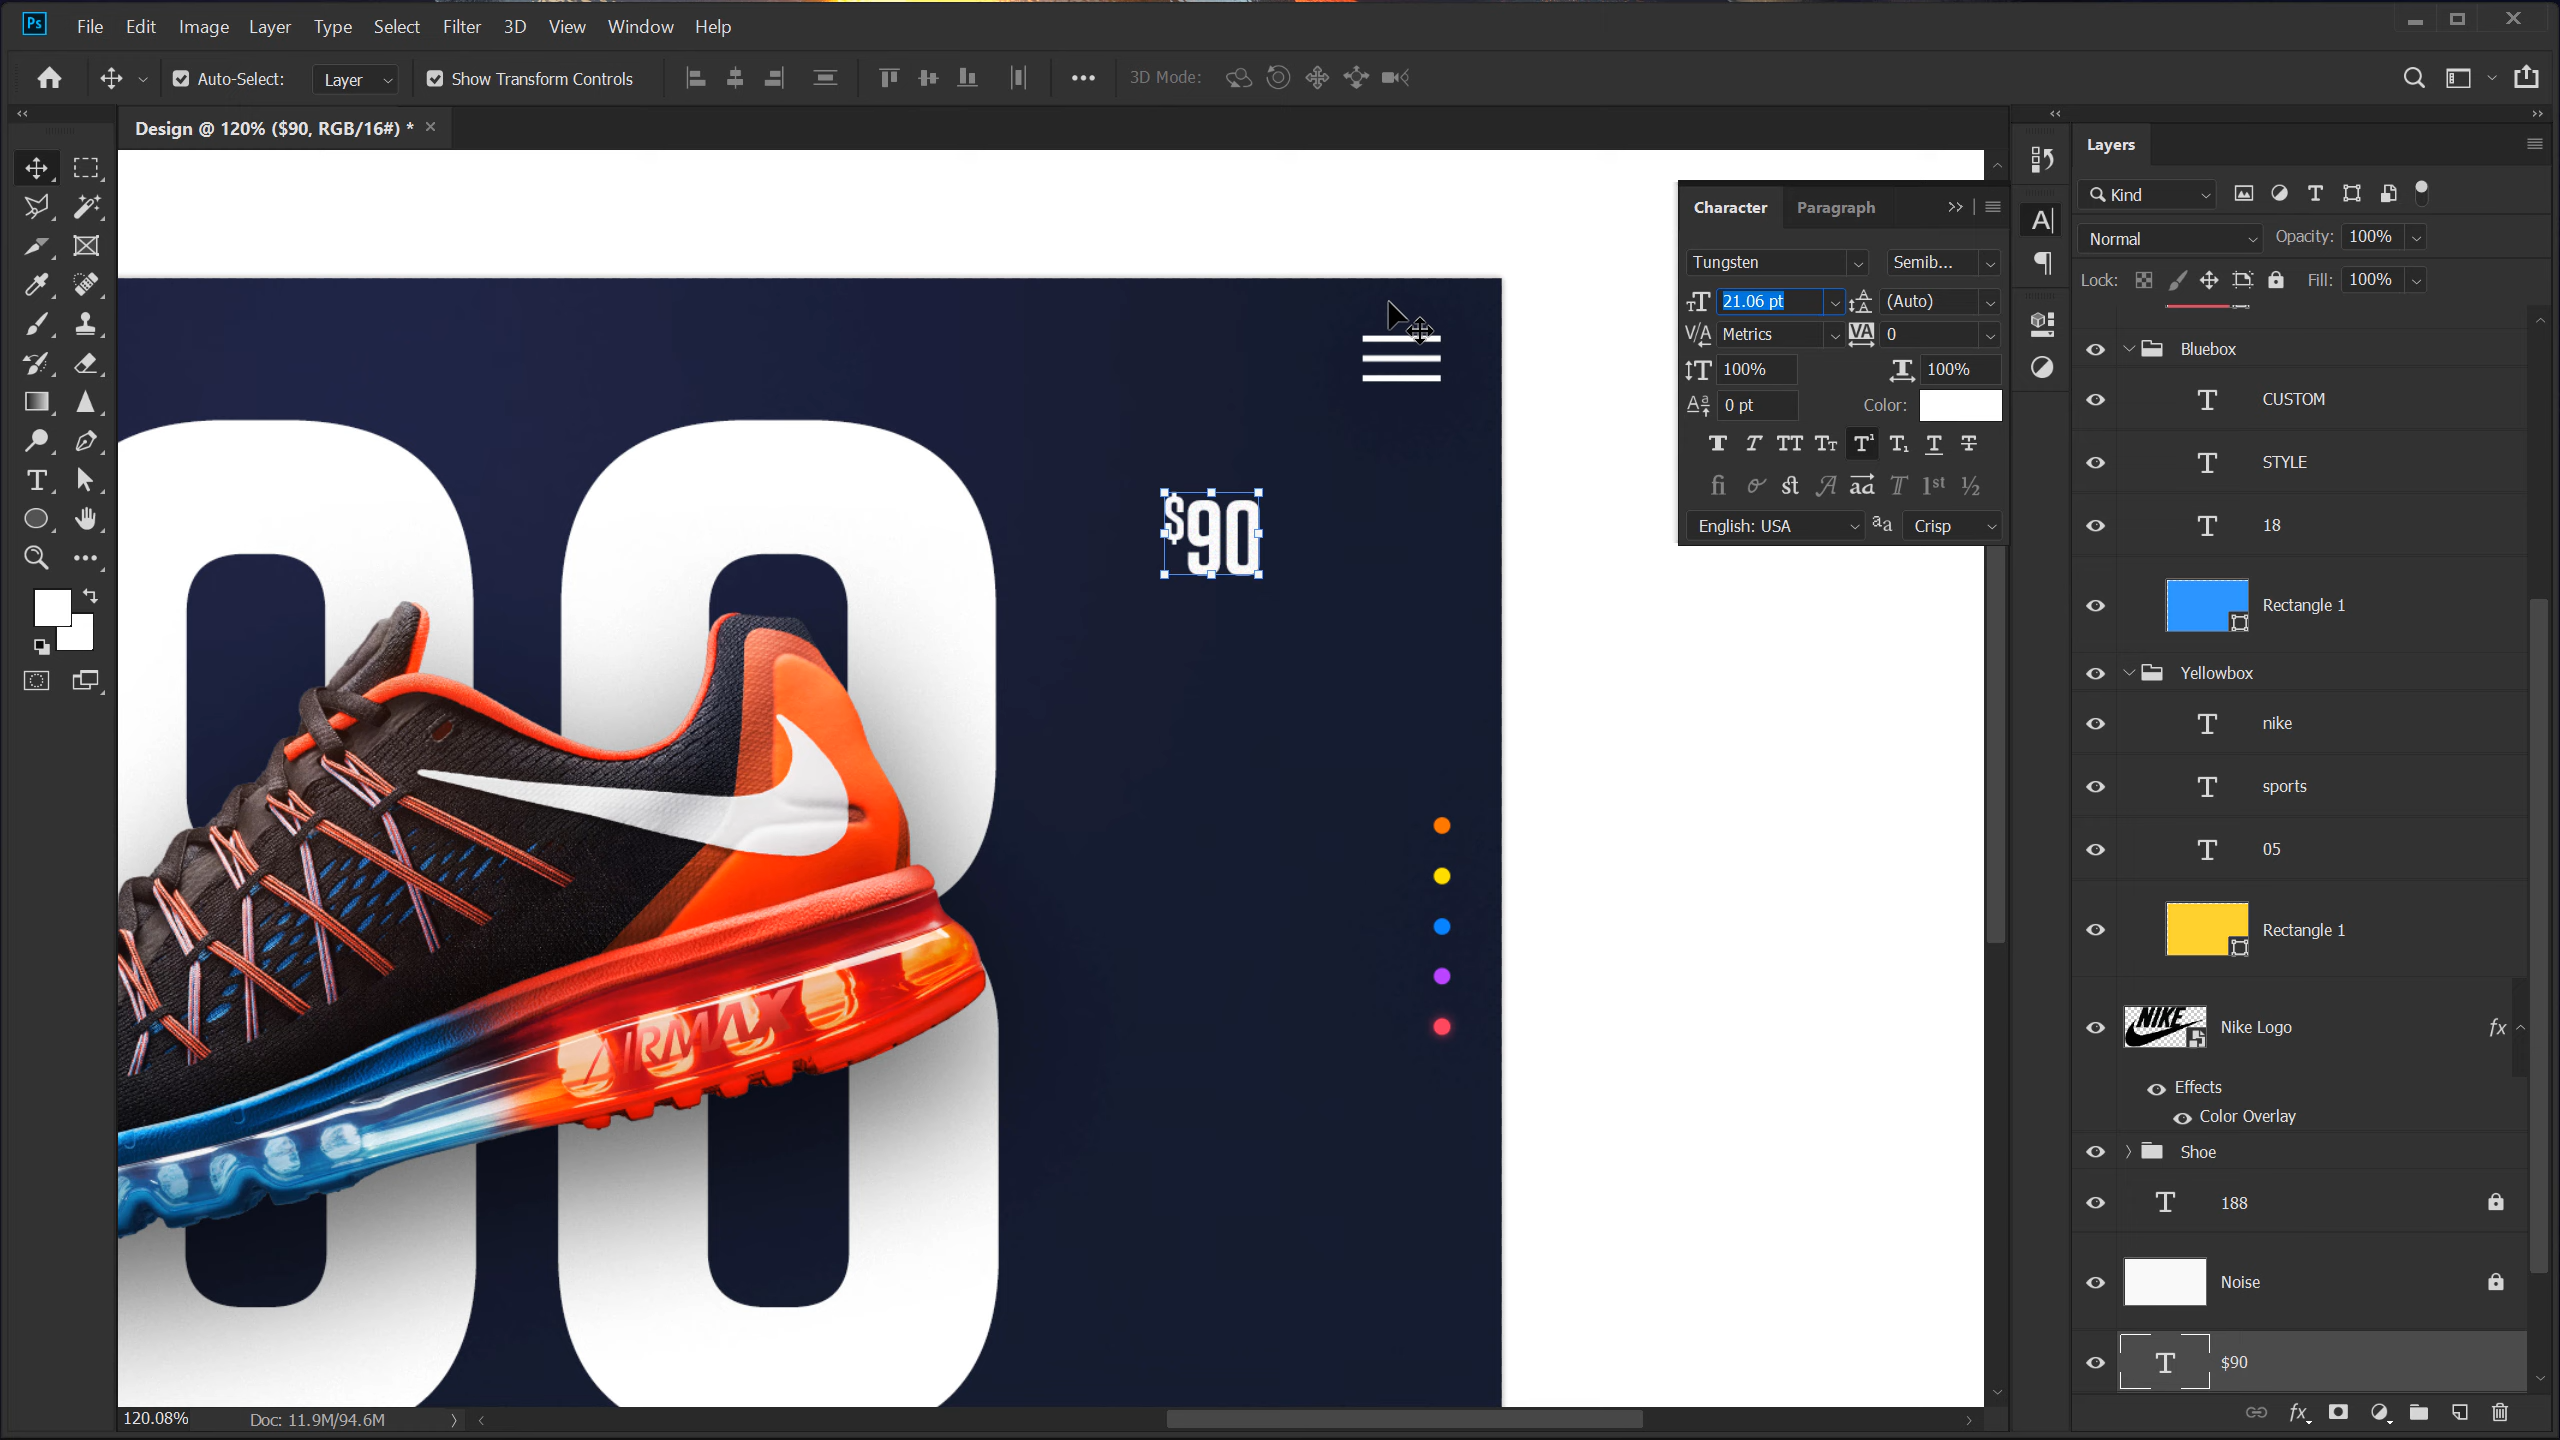 Ps File Edit Image Layer Type Select Filter 3D View Window Help
Auto-Select: Layer Show Transform Controls 3D Mode:
Design @ 120% ($90, RGB/16#) *
$90
AIRMAX
120.08% Doc: 11.9M/94.6M
Character Paragraph
Tungsten Semib...
21.06 pt (Auto)
Metrics 0
100% 100%
0 pt Color:
English: USA Crisp
Layers
Kind
Normal Opacity: 100%
Lock: Fill: 100%
Bluebox
CUSTOM
STYLE
18
Rectangle 1
Yellowbox
nike
sports
05
Rectangle 1
NIKE
Nike Logo fx
Effects
Color Overlay
Shoe
188
Noise
$90
fx